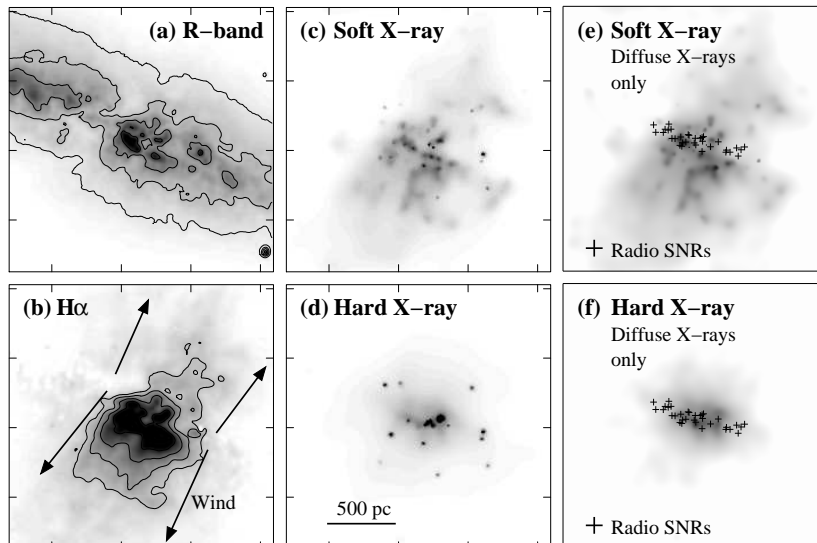 (a) R−band
(c) Soft X−ray
(e) Soft X−ray
Diffuse X−rays
only
+ Radio SNRs
(b) Hα
Wind
(d) Hard X−ray
500 pc
(f) Hard X−ray
Diffuse X−rays
only
+ Radio SNRs